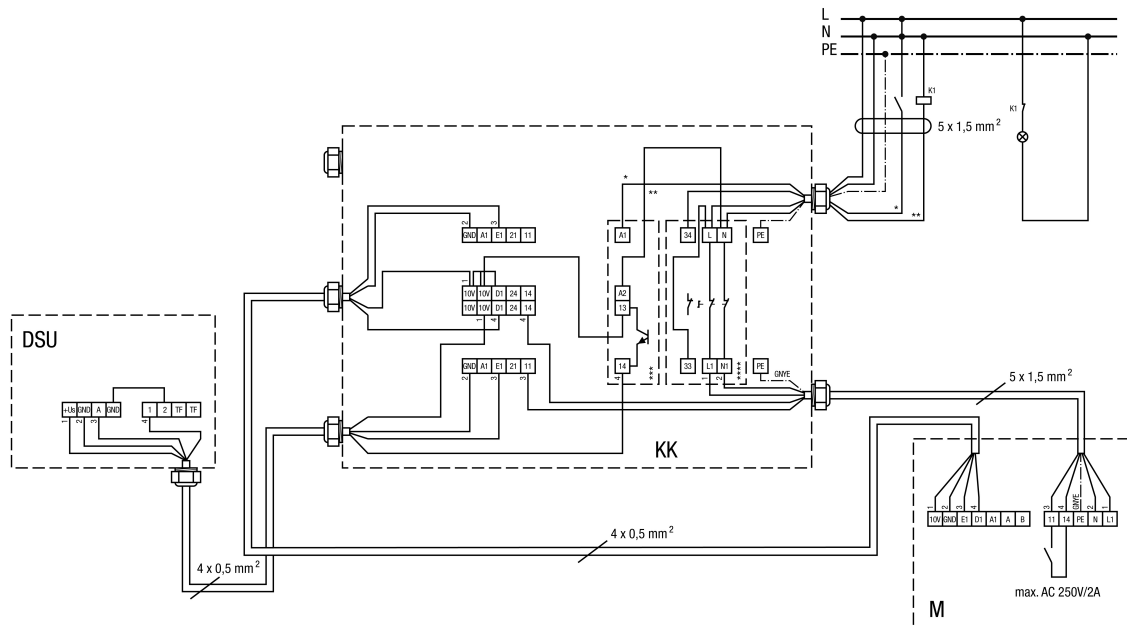 L
N
PE
K1
K1
5 x 1,5 mm²
*
**
*
**
2
3
GND A1 E1 21 11
A1
34 L N
PE
1
10V 10V D1 24 14
10V 10V D1 24 14
1 4 4
A2
13
14
4
***
33
L1 N1
1 2
****
PE
GNYE
GND A1 E1 21 11
2 3 3
KK
DSU
+Us GND A GND
1 2 TF TF
1 2 3 4
5 x 1,5 mm²
4 x 0,5 mm²
4 x 0,5 mm²
1 2 3 4
10V GND E1 D1 A1 A B
3 4 GNYE 2 1
11 14 PE N L1
max. AC 250V/2A
M